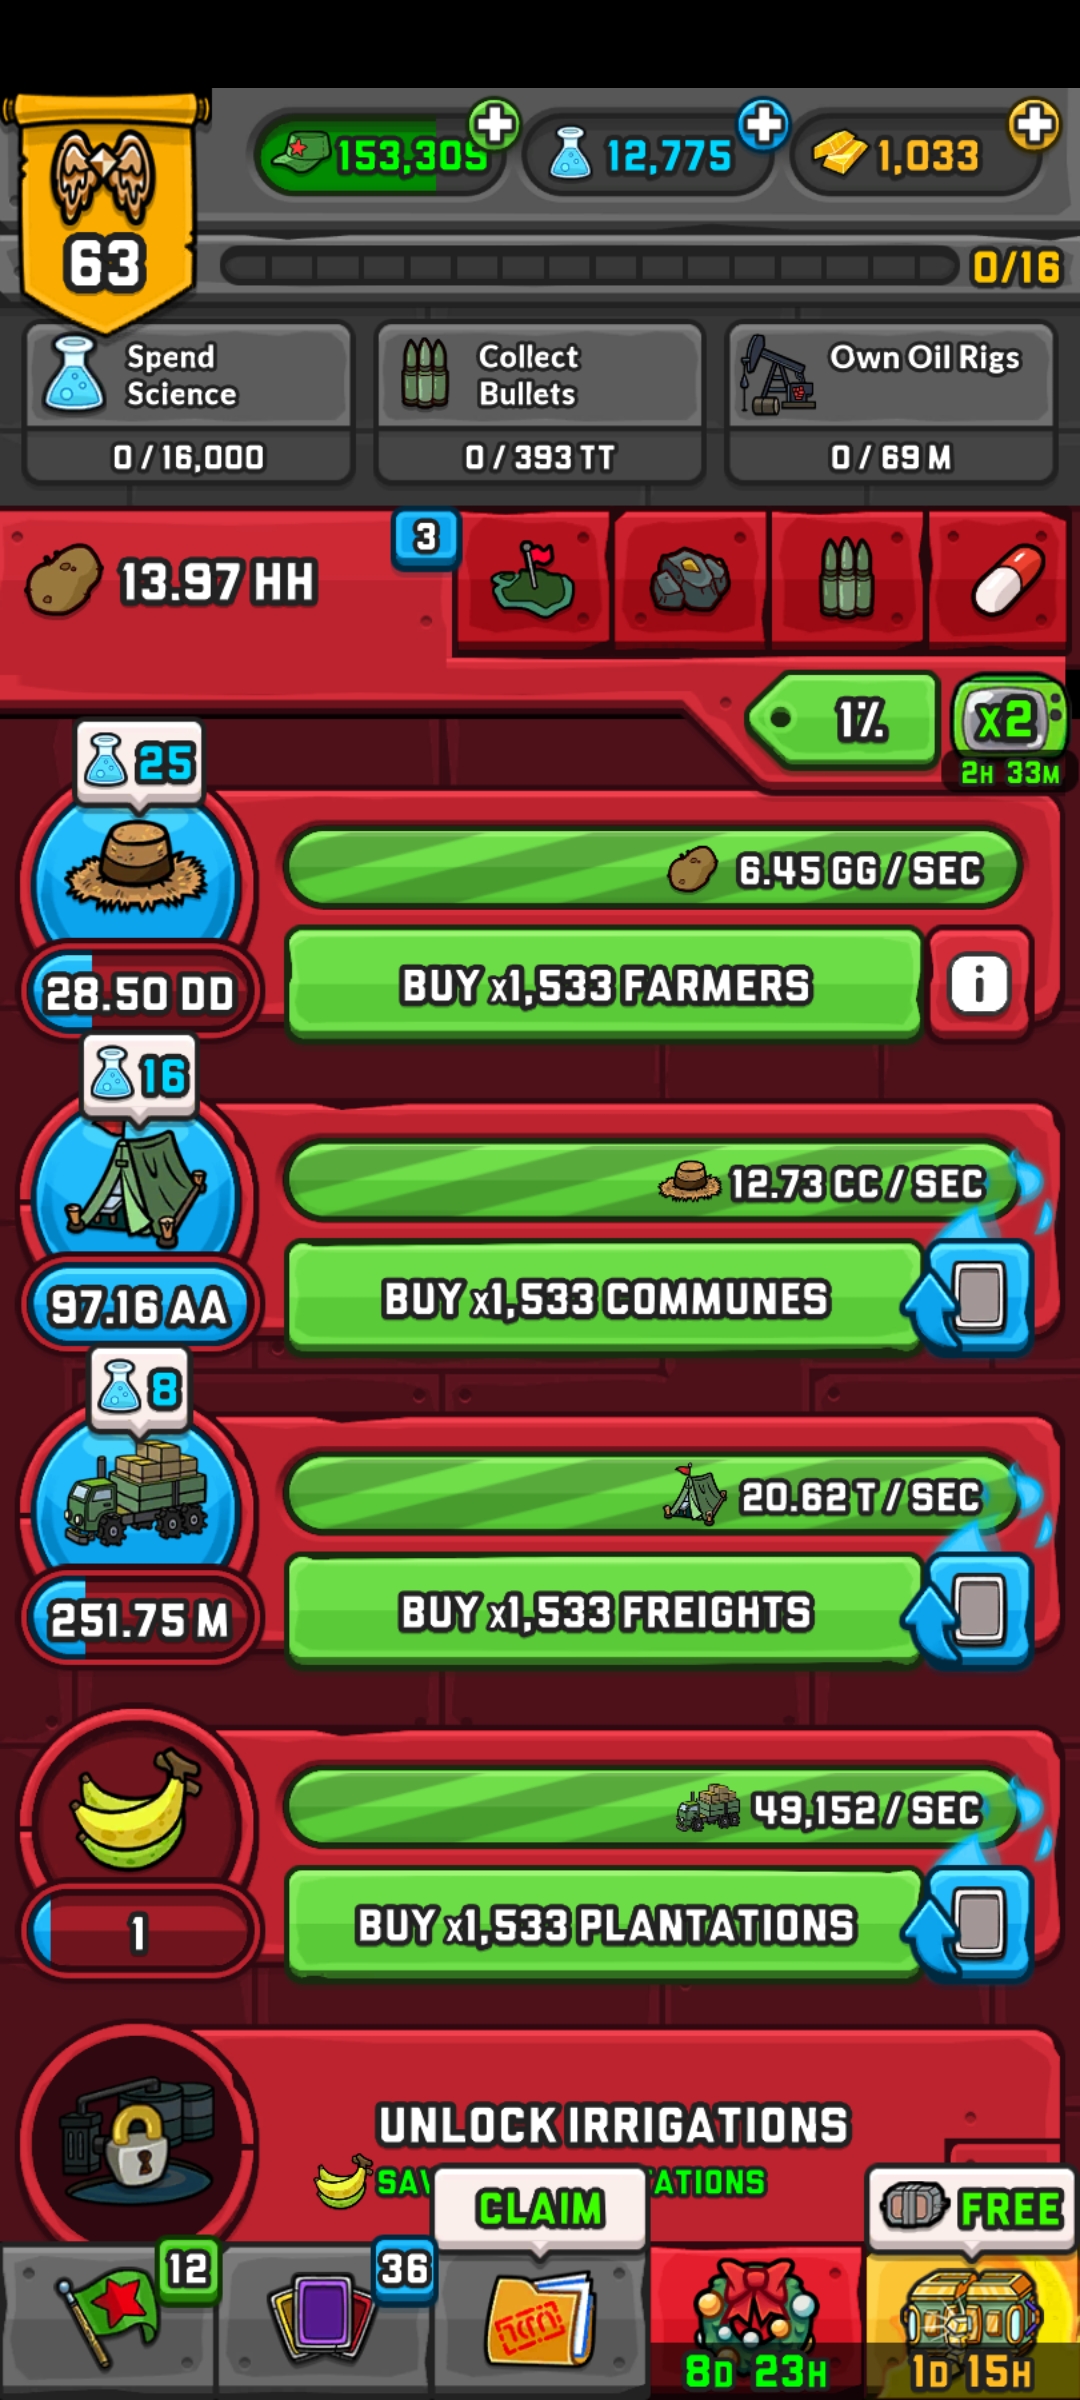 153,305
12,775
1,033
63
0/16
Spend
Science
0 / 16,000
Collect
Bullets
0 / 393 TT
Own Oil Rigs
0 / 69 M
13.97 HH
3
1%
x2
2H 33M
25
6.45 GG / SEC
28.50 DD
BUY x1,533 FARMERS
i
16
12.73 CC / SEC
97.16 AA
BUY x1,533 COMMUNES
8
20.62 T / SEC
251.75 M
BUY x1,533 FREIGHTS
49,152 / SEC
1
BUY x1,533 PLANTATIONS
UNLOCK IRRIGATIONS
CLAIM
FREE
12
36
8D 23H
1D 15H